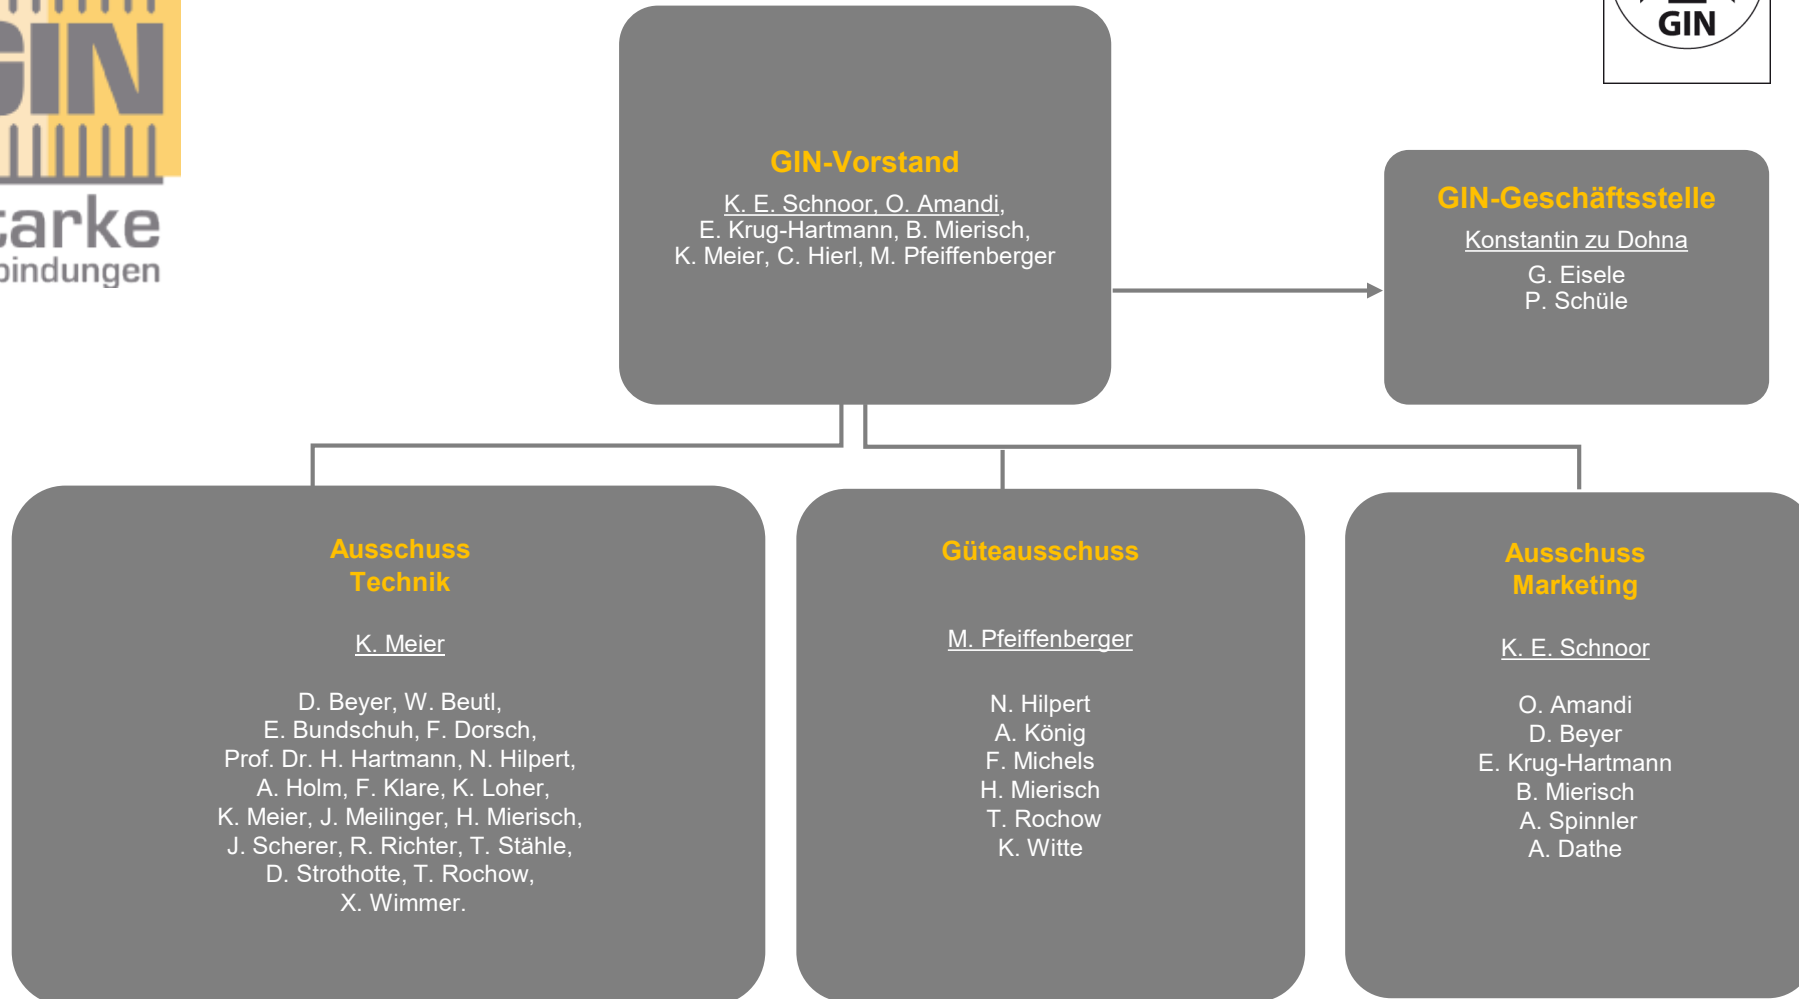 GIN
starke
GIN
GIN-Vorstand
K. E. Schnoor, O. Amandi,
E. Krug-Hartmann, B. Mierisch,
K. Meier, C. Hierl, M. Pfeiffenberger
GIN-Geschäftsstelle
Konstantin zu Dohna
G. Eisele
P. Schüle
Ausschuss
Technik
K. Meier
D. Beyer, W. Beutl,
E. Bundschuh, F. Dorsch,
Prof. Dr. H. Hartmann, N. Hilpert,
A. Holm, F. Klare, K. Loher,
K. Meier, J. Meilinger, H. Mierisch,
J. Scherer, R. Richter, T. Stähle,
D. Strothotte, T. Rochow,
X. Wimmer.
Güteausschuss
M. Pfeiffenberger
N. Hilpert
A. König
F. Michels
H. Mierisch
T. Rochow
K. Witte
Ausschuss
Marketing
K. E. Schnoor
O. Amandi
D. Beyer
E. Krug-Hartmann
B. Mierisch
A. Spinnler
A. Dathe